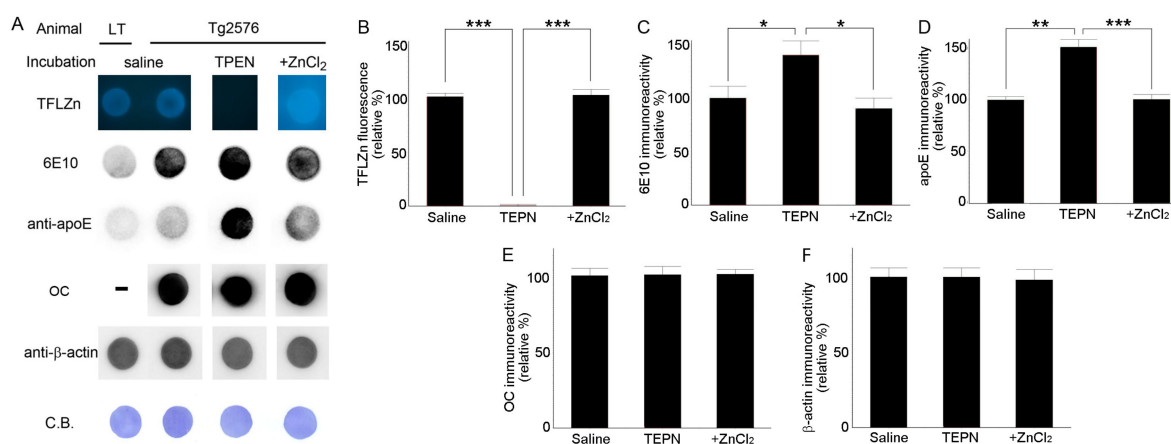 A
Animal LT Tg2576
Incubation saline TPEN +ZnCl2
TFLZn
6E10
anti-apoE
OC -
anti-β-actin
C.B.
B
*** ***
TFLZn fluorescence
(relative %)
150
100
50
0
Saline TEPN +ZnCl2
C
* *
6E10 immunoreactivity
(relative %)
150
100
50
0
Saline TEPN +ZnCl2
D
** ***
apoE immunoreactivity
(relative %)
150
100
50
0
Saline TEPN +ZnCl2
E
OC immunoreactivity
(relative %)
100
50
0
Saline TEPN +ZnCl2
F
β-actin immunoreactivity
(relative %)
100
50
0
Saline TEPN +ZnCl2